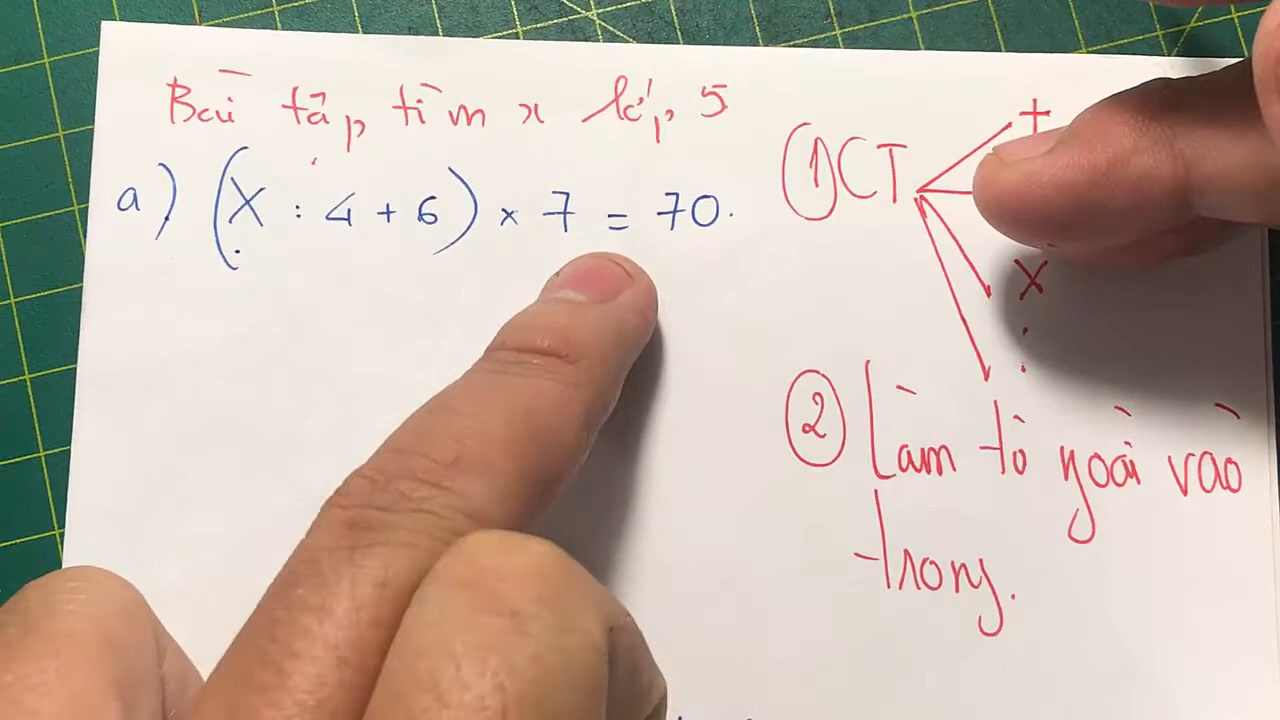 Bài tập tìm x lớp 5
a) (X : 4 + 6) × 7 = 70.
① CT
+
X
:
② Làm từ ngoài vào
trong.